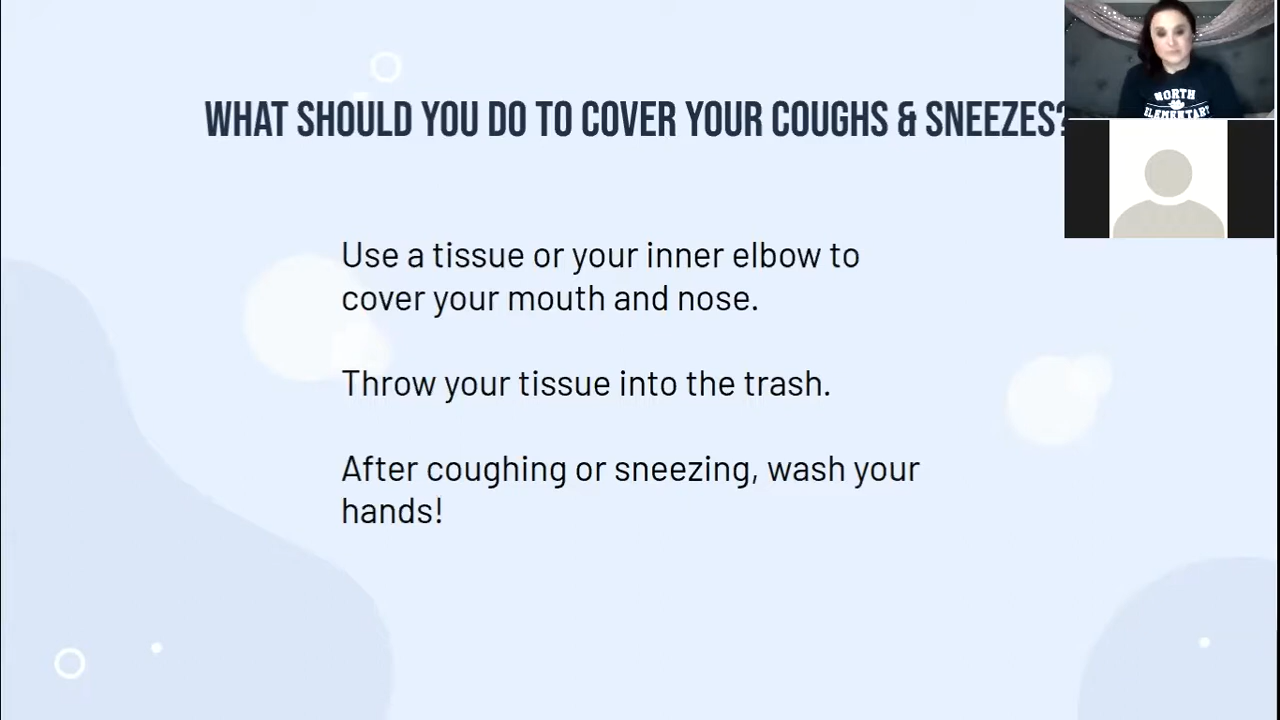 WHAT SHOULD YOU DO TO COVER YOUR COUGHS & SNEEZES?
NORTH
ELEMENTARY
Use a tissue or your inner elbow to
cover your mouth and nose.
Throw your tissue into the trash.
After coughing or sneezing, wash your
hands!